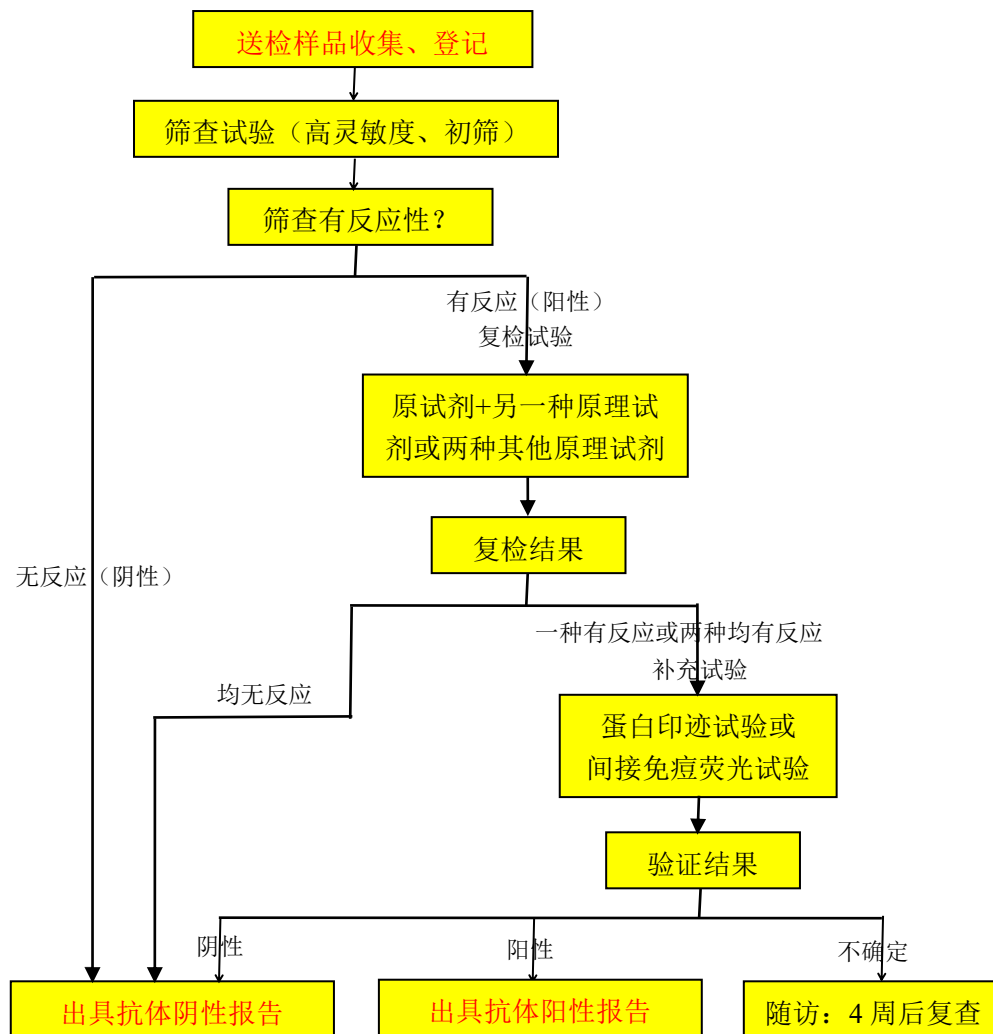 送检样品收集、登记
筛查试验（高灵敏度、初筛）
筛查有反应性？
有反应（阳性）
复检试验
原试剂+另一种原理试
剂或两种其他原理试剂
复检结果
无反应（阴性）
一种有反应或两种均有反应
补充试验
均无反应
蛋白印迹试验或
间接免痘荧光试验
验证结果
阴性
阳性
不确定
出具抗体阴性报告
出具抗体阳性报告
随访：4 周后复查